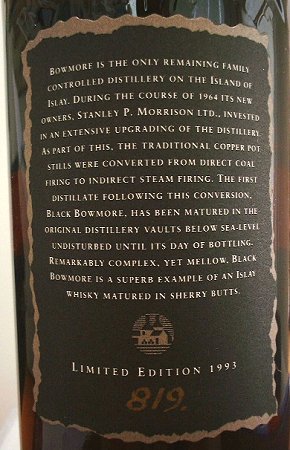 Bowmore is the only remaining family
controlled distillery on the Island of
Islay. During the course of 1964 its new
owners, Stanley P. Morrison Ltd., invested
in an extensive upgrading of the distillery.
As part of this, the traditional copper pot
stills were converted from direct coal
firing to indirect steam firing. The first
distillate following this conversion,
Black Bowmore, has been matured in the
original distillery vaults below sea-level
undisturbed until its day of bottling.
Remarkably complex, yet mellow, Black
Bowmore is a superb example of an Islay
whisky matured in sherry butts.
Limited Edition 1993
819.